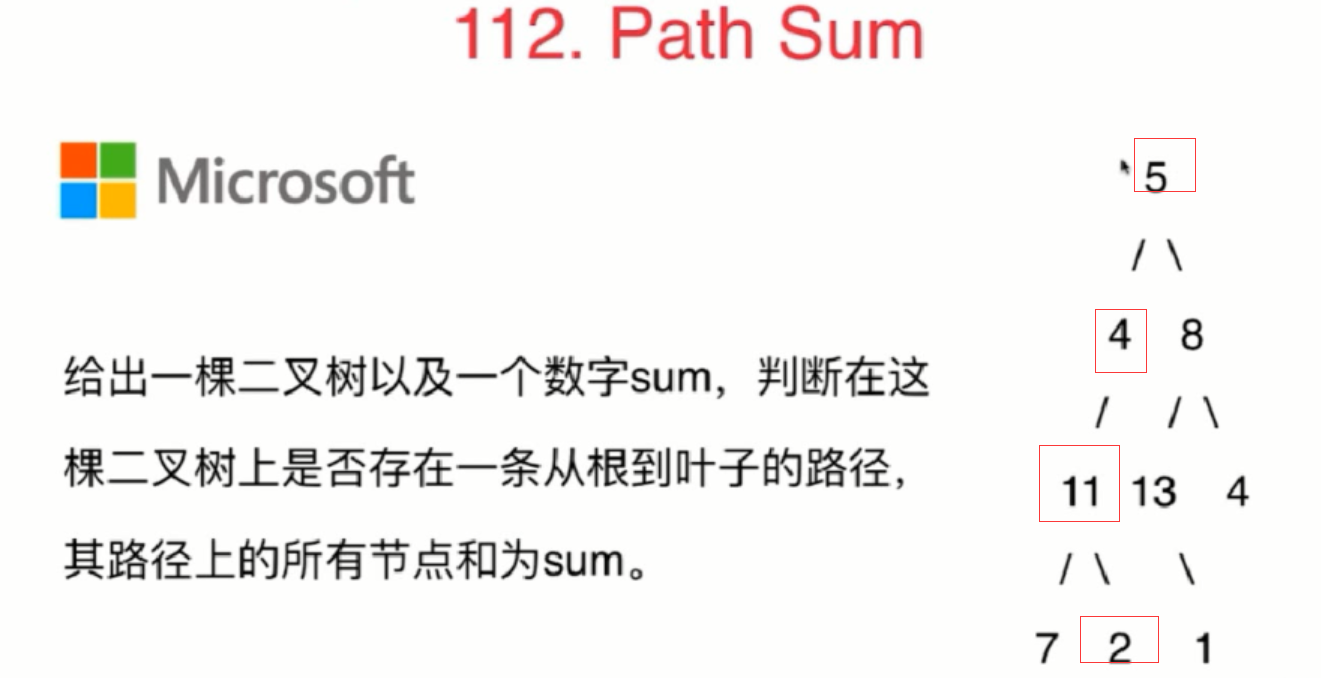 112. Path Sum
Microsoft
给出一棵二叉树以及一个数字sum，判断在这
棵二叉树上是否存在一条从根到叶子的路径，
其路径上的所有节点和为sum。
5
/ \
4 8
/ / \
11 13 4
/ \ \
7 2 1